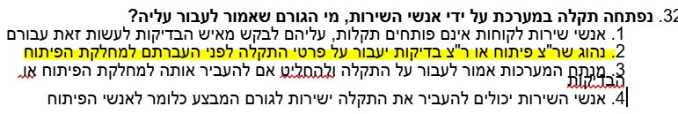 32. נפתחה תקלה במערכת על ידי אנשי השירות, מי הגורם שאמור לעבור עליה?
1. אנשי שירות לקוחות אינם פותחים תקלות, עליהם לבקש מאיש הבדיקות לעשות זאת עבורם
2. נהוג שר"צ פיתוח או ר"צ בדיקות יעבור על פרטי התקלה לפני העברתם למחלקת הפיתוח
3. מנתח המערכות אמור לעבור על התקלה ולהחליט אם להעביר אותה למחלקת הפיתוח או
הבדיקות
4. אנשי השירות יכולים להעביר את התקלה ישירות לגורם המבצע כלומר לאנשי הפיתוח